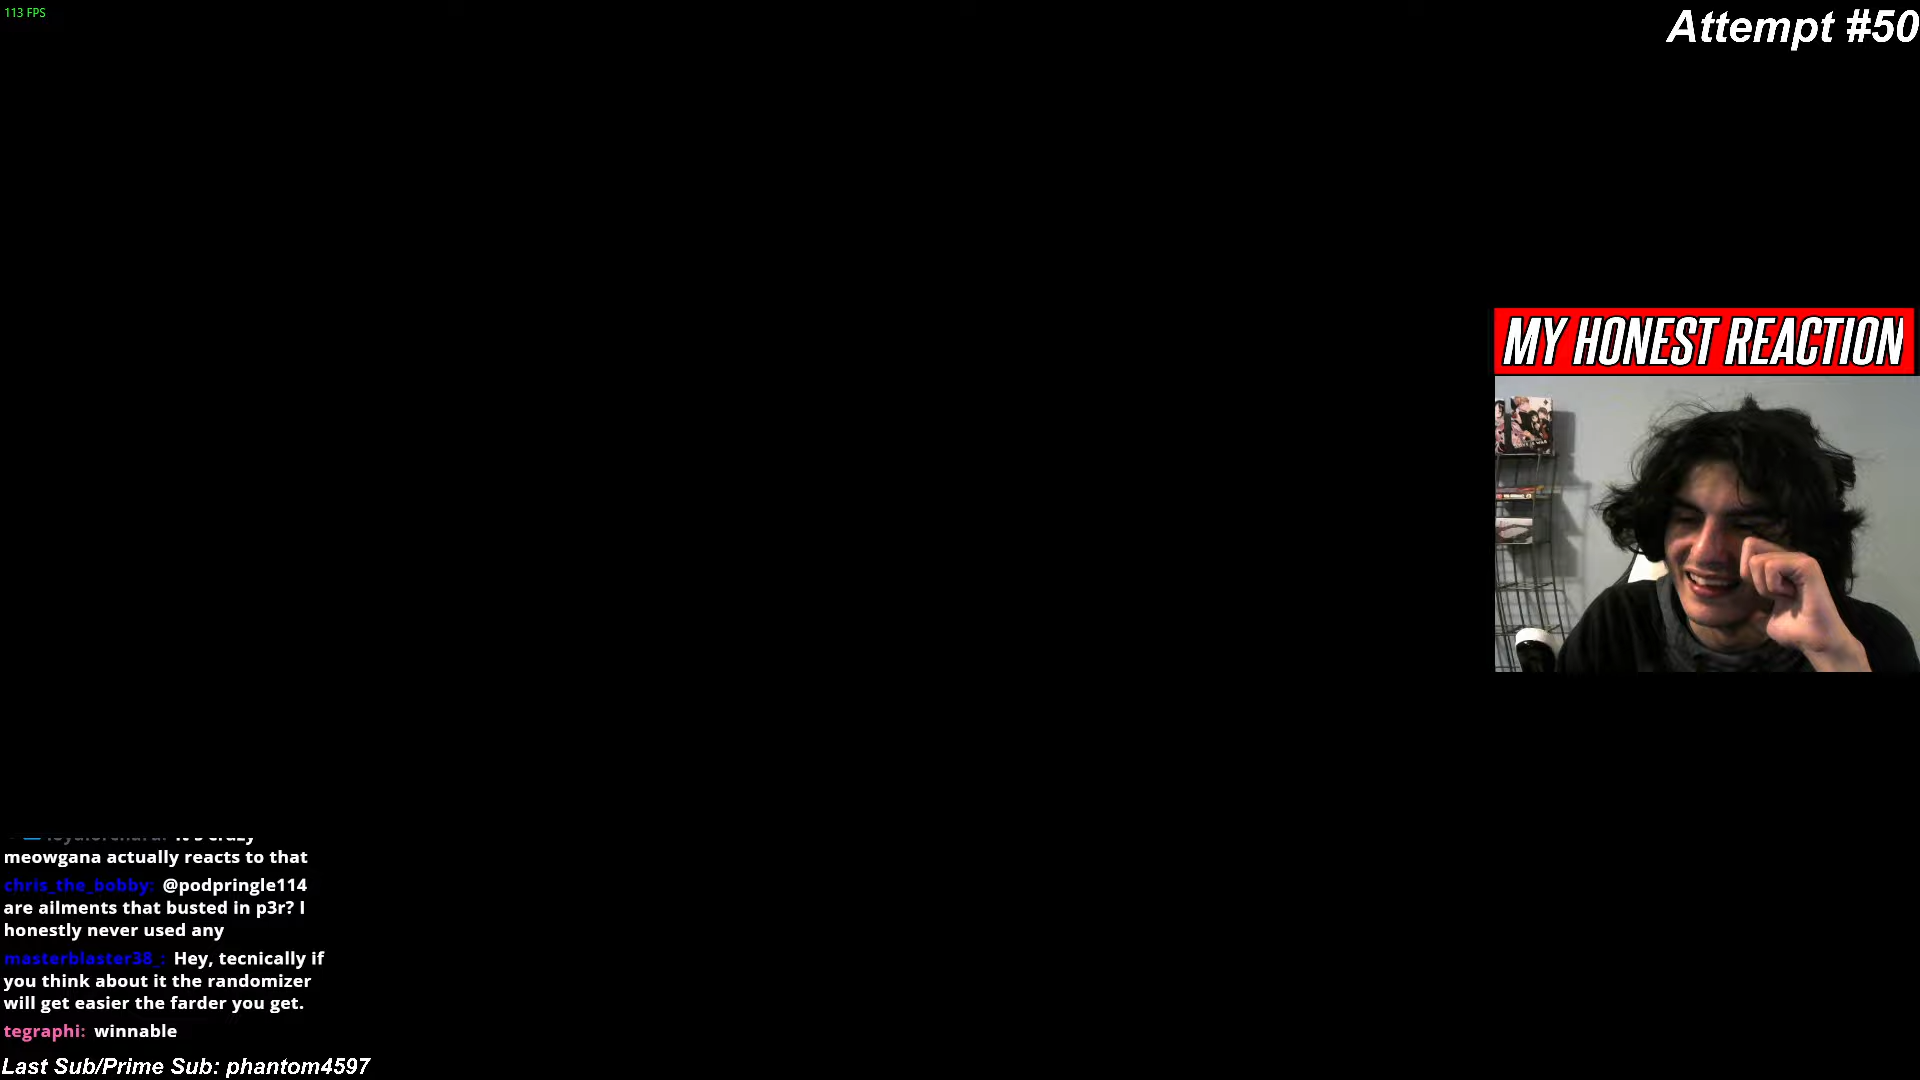 113 FPS
Attempt #50
MY HONEST REACTION
it's crazy
meowgana actually reacts to that
chris_the_bobby: @podpringle114
are ailments that busted in p3r? I
honestly never used any
masterblaster38_: Hey, tecnically if
you think about it the randomizer
will get easier the farder you get.
tegraphi: winnable
Last Sub/Prime Sub: phantom4597